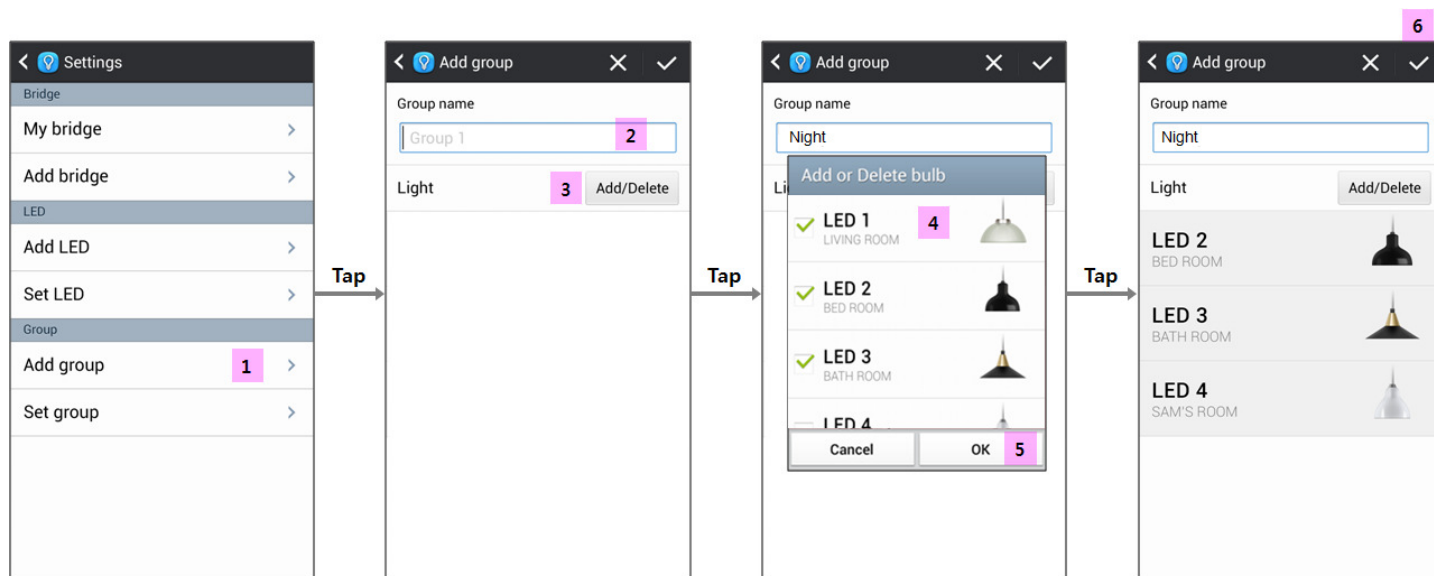 6
Settings
Bridge
My bridge
Add bridge
LED
Add LED
Set LED
Group
Add group 1
Set group
Tap
Add group
Group name
Group 1 2
Light 3 Add/Delete
Tap
Add group
Group name
Night
Li
Add or Delete bulb
LED 1 4
LIVING ROOM
LED 2
BED ROOM
LED 3
BATH ROOM
LED 4
Cancel OK 5
Tap
Add group
Group name
Night
Light Add/Delete
LED 2
BED ROOM
LED 3
BATH ROOM
LED 4
SAM'S ROOM